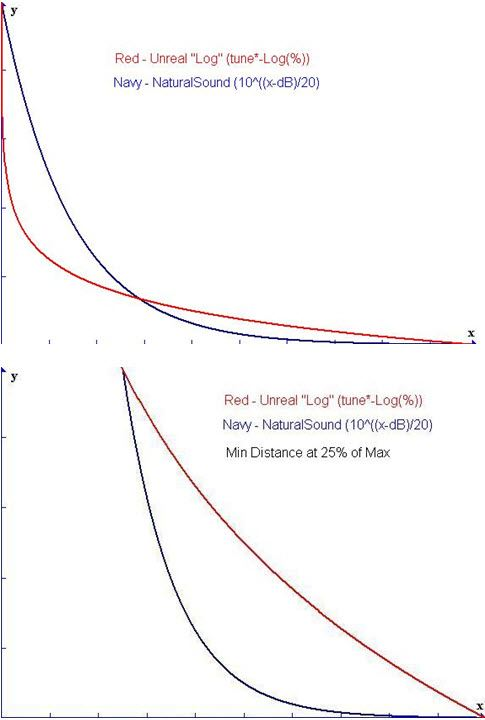 y
Red - Unreal "Log" (tune*-Log(%))
Navy - NaturalSound (10^((x-dB)/20)
x
y
Red - Unreal "Log" (tune*-Log(%))
Navy - NaturalSound (10^((x-dB)/20)
Min Distance at 25% of Max
x